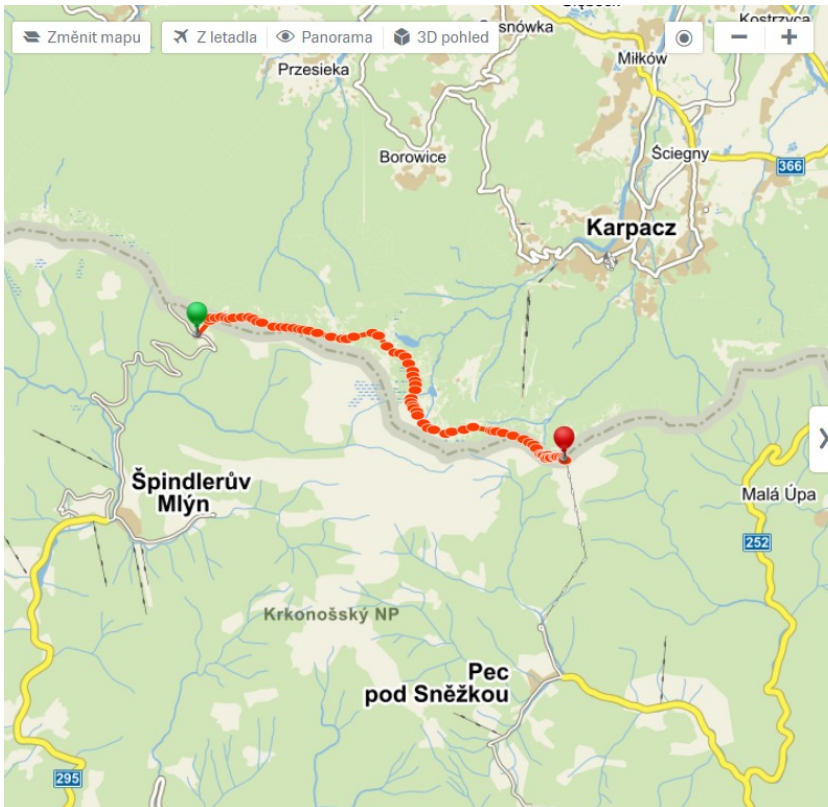 Změnit mapu
Z letadla
Panorama
3D pohled
Kostrzyca
Miłków
Przesieka
Borowice
Ściegny
366
Karpacz
Špindlerův
Mlýn
Malá Úpa
252
Krkonošský NP
Pec
pod Sněžkou
295